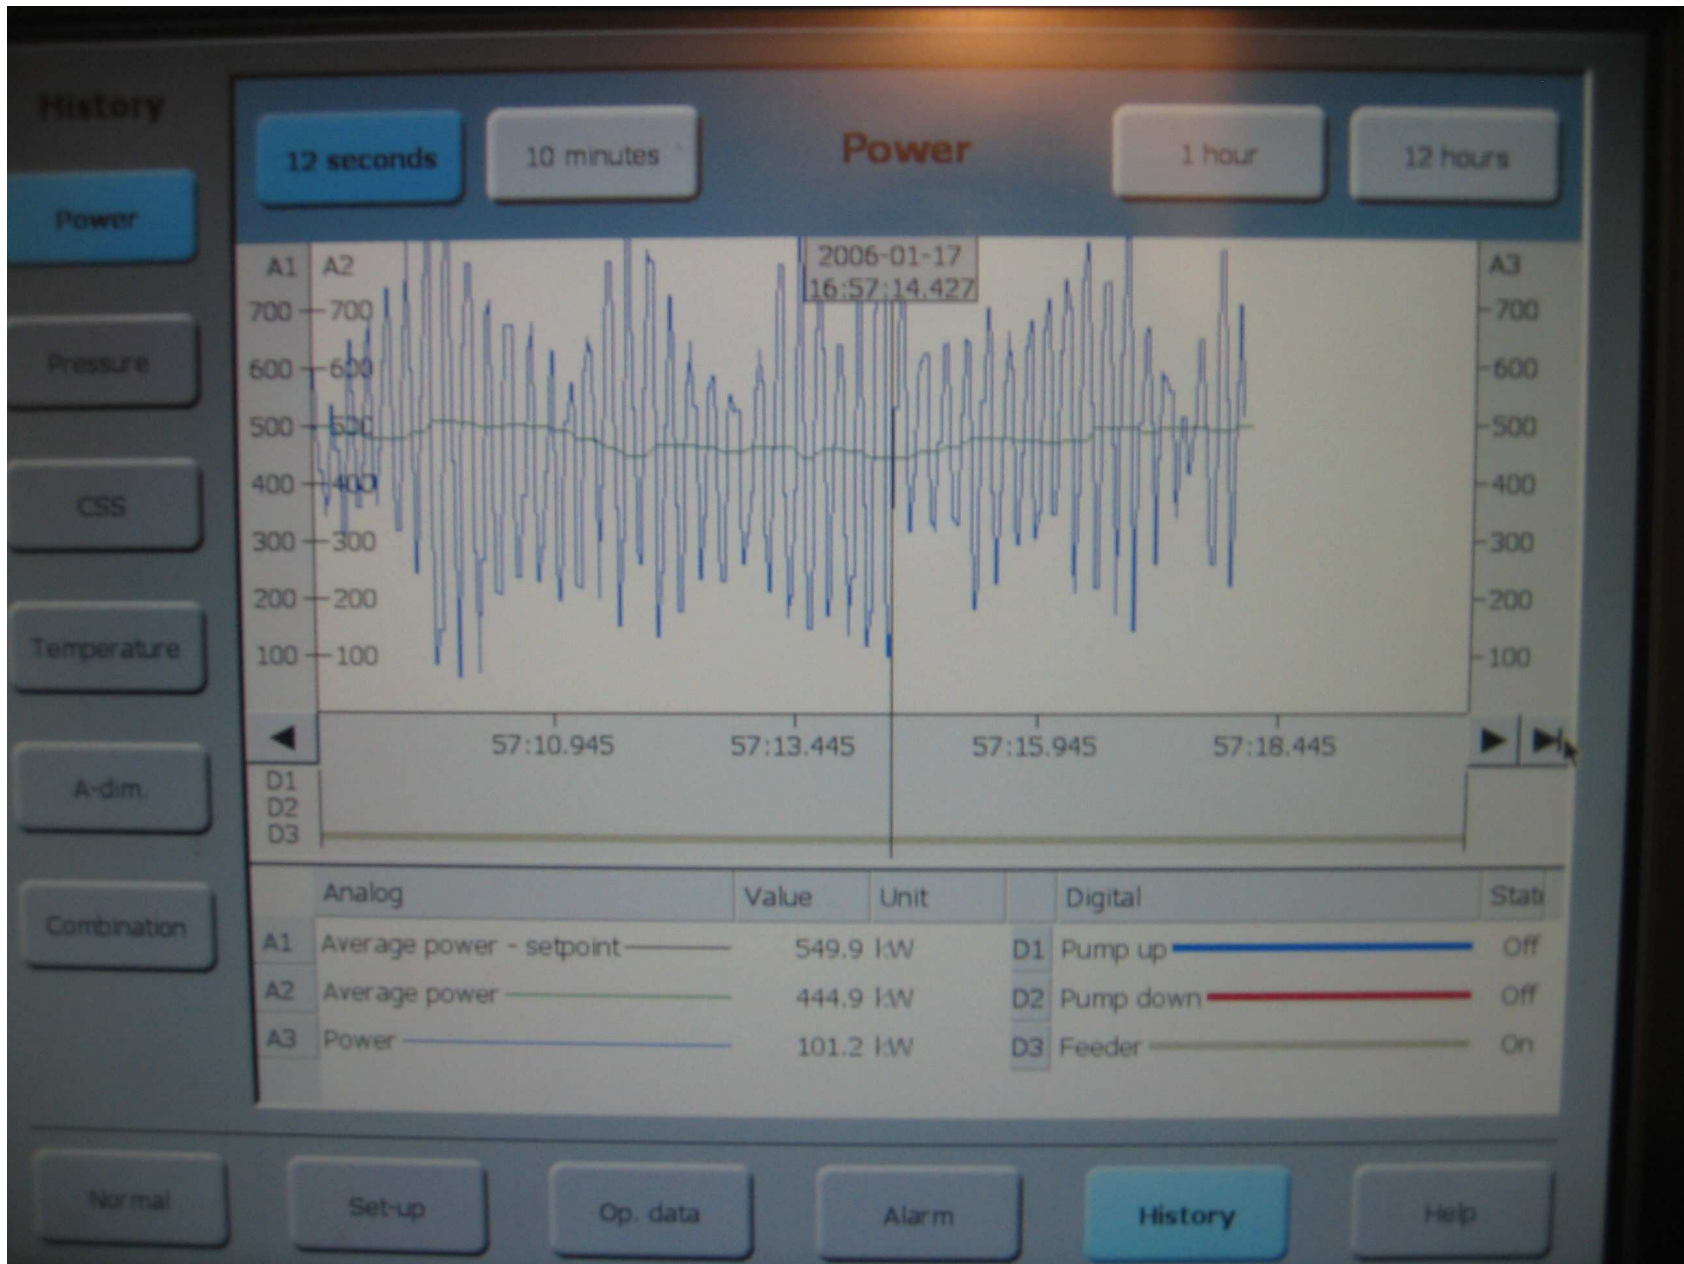 History
12 seconds
10 minutes
Power
1 hour
12 hours
Power
Pressure
CSS
Temperature
A-dim.
Combination
2006-01-17
16:57:14.427
A1 A2 A3
700 700 700
600 600 600
500 500 500
400 400 400
300 300 300
200 200 200
100 100 100
57:10.945 57:13.445 57:15.945 57:18.445
D1
D2
D3
Analog Value Unit Digital Stat
A1 Average power - setpoint 549.9 kW D1 Pump up Off
A2 Average power 444.9 kW D2 Pump down Off
A3 Power 101.2 kW D3 Feeder On
Normal Set-up Op. data Alarm History Help